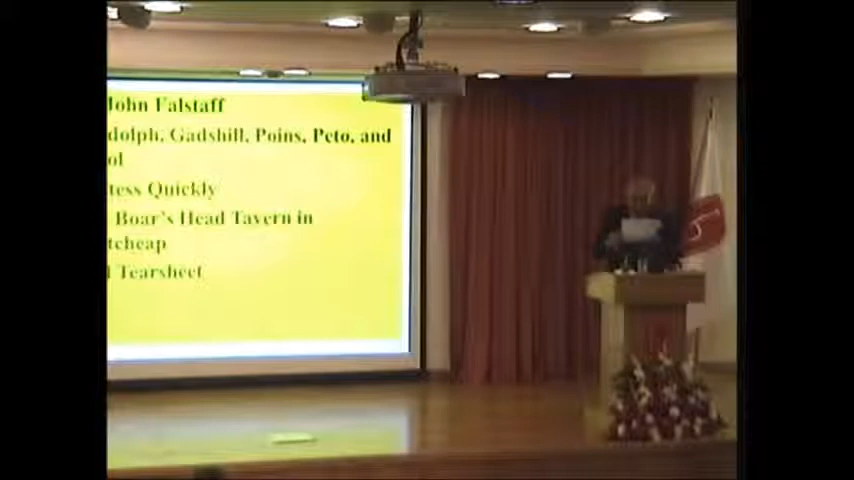 John Falstaff
dolph, Gadshill, Poins, Peto, and
ol
tess Quickly
Boar's Head Tavern in
tcheap
l Tearsheet